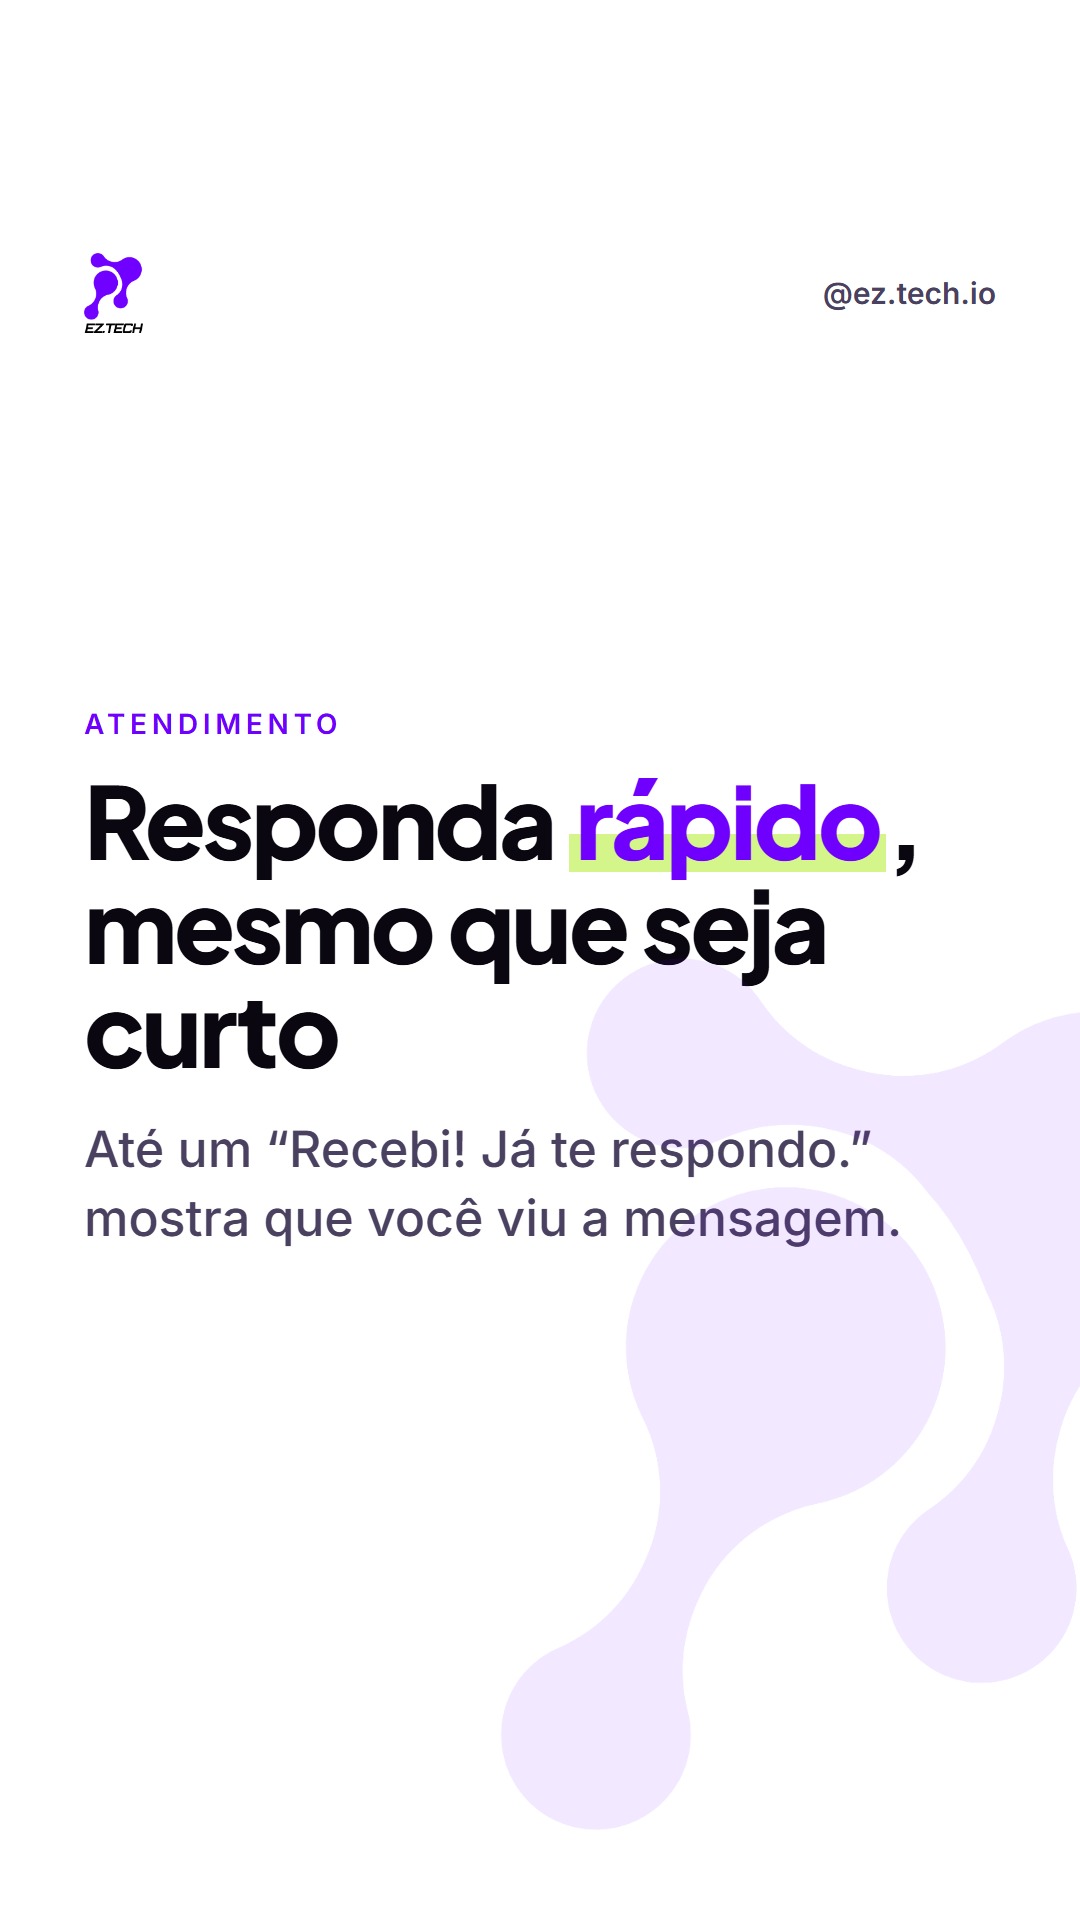 EZ.TECH
@ez.tech.io
ATENDIMENTO
Responda rápido,
mesmo que seja
curto
Até um “Recebi! Já te respondo.”
mostra que você viu a mensagem.